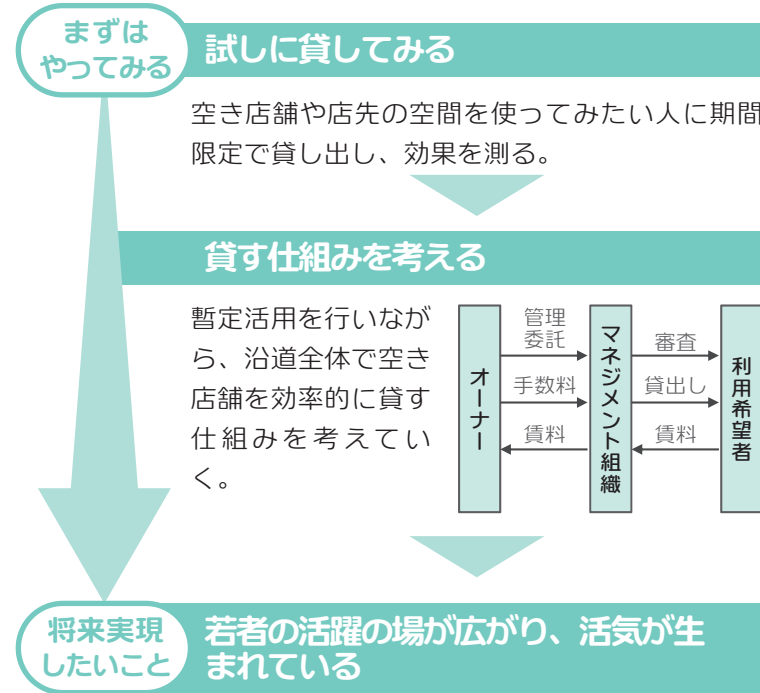 まずは
やってみる
試しに貸してみる
空き店舗や店先の空間を使ってみたい人に期間
限定で貸し出し、効果を測る。
貸す仕組みを考える
暫定活用を行いなが
ら、沿道全体で空き
店舗を効率的に貸す
仕組みを考えてい
く。
オーナー
管理
委託
手数料
賃料
マネジメント組織
審査
貸出し
賃料
利用希望者
将来実現
したいこと
若者の活躍の場が広がり、活気が生
まれている